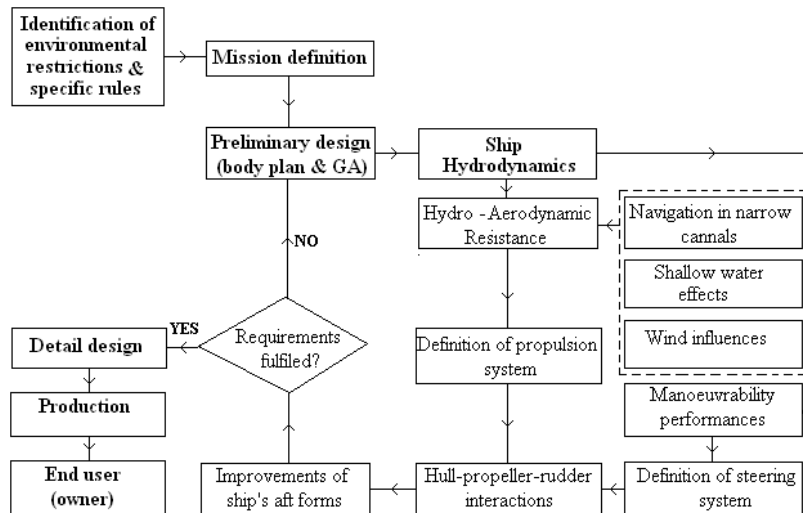 Identification of
environmental
restrictions &
specific rules
Mission definition
Preliminary design
(body plan & GA)
Ship
Hydrodynamics
Hydro - Aerodynamic
Resistance
Navigation in narrow
cannals
Shallow water
effects
Wind influences
NO
YES
Requirements
fulfiled?
Detail design
Production
End user
(owner)
Definition of propulsion
system
Manoeuvrability
performances
Improvements of
ship's aft forms
Hull-propeller-rudder
interactions
Definition of steering
system